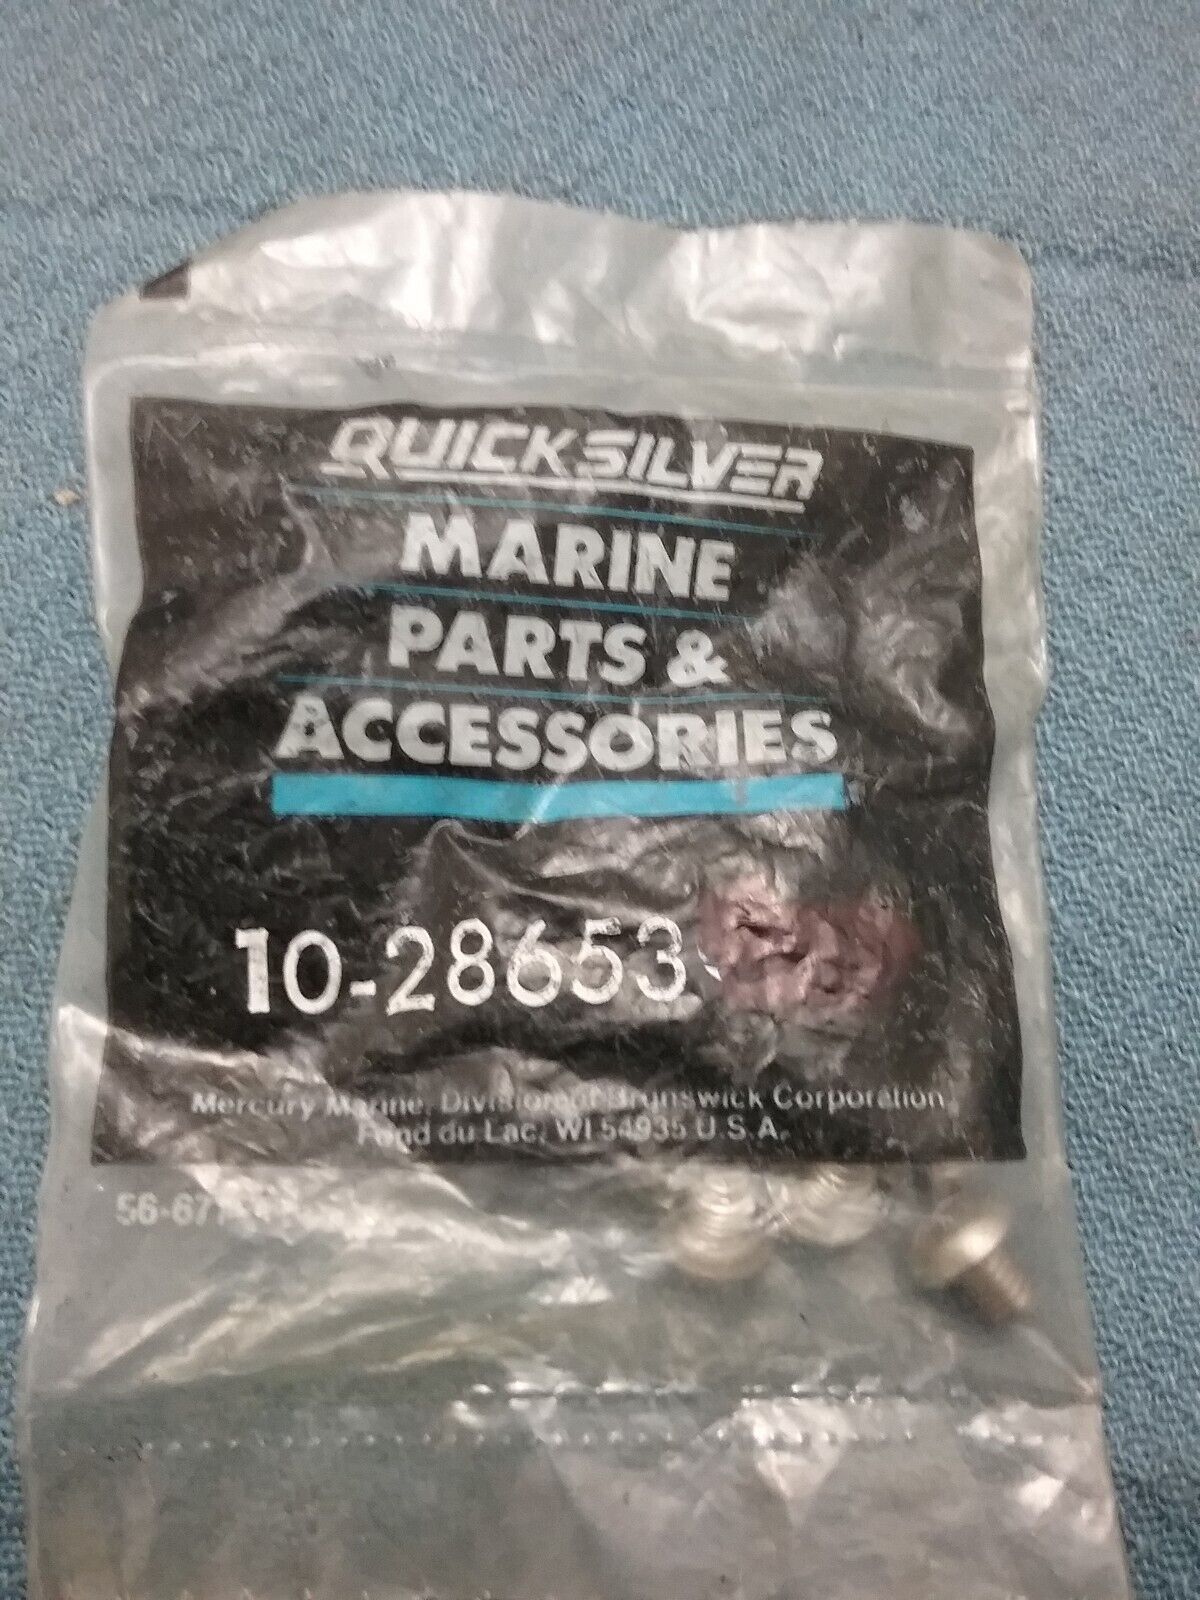 QUICKSILVER
MARINE
PARTS &
ACCESSORIES
10-28653
Mercury Marine, Division of Brunswick Corporation
Fond du Lac, WI 54935 U.S.A.